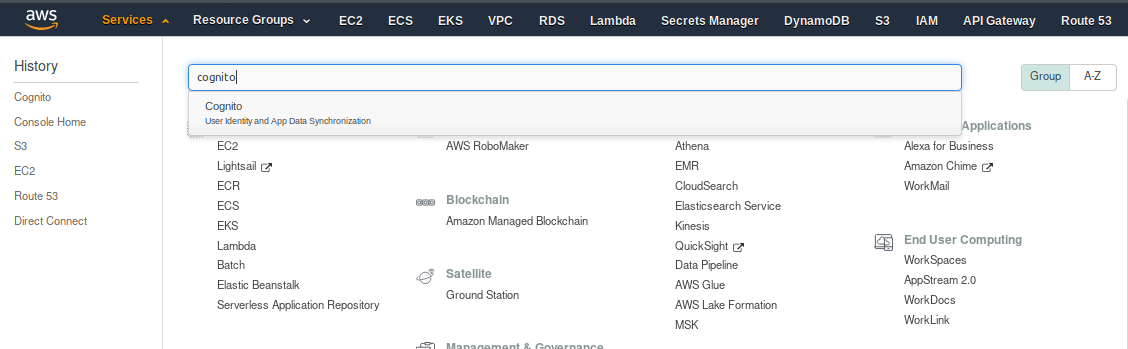 aws
Services Resource Groups EC2 ECS EKS VPC RDS Lambda Secrets Manager DynamoDB S3 IAM API Gateway Route 53
History
Cognito
Console Home
S3
EC2
Route 53
Direct Connect
cognito
Group A-Z
Cognito
User Identity and App Data Synchronization
EC2
Lightsail
ECR
ECS
EKS
Lambda
Batch
Elastic Beanstalk
Serverless Application Repository
AWS RoboMaker
Blockchain
Amazon Managed Blockchain
Satellite
Ground Station
Management & Governance
Athena
EMR
CloudSearch
Elasticsearch Service
Kinesis
QuickSight
Data Pipeline
AWS Glue
AWS Lake Formation
MSK
Applications
Alexa for Business
Amazon Chime
WorkMail
End User Computing
WorkSpaces
AppStream 2.0
WorkDocs
WorkLink